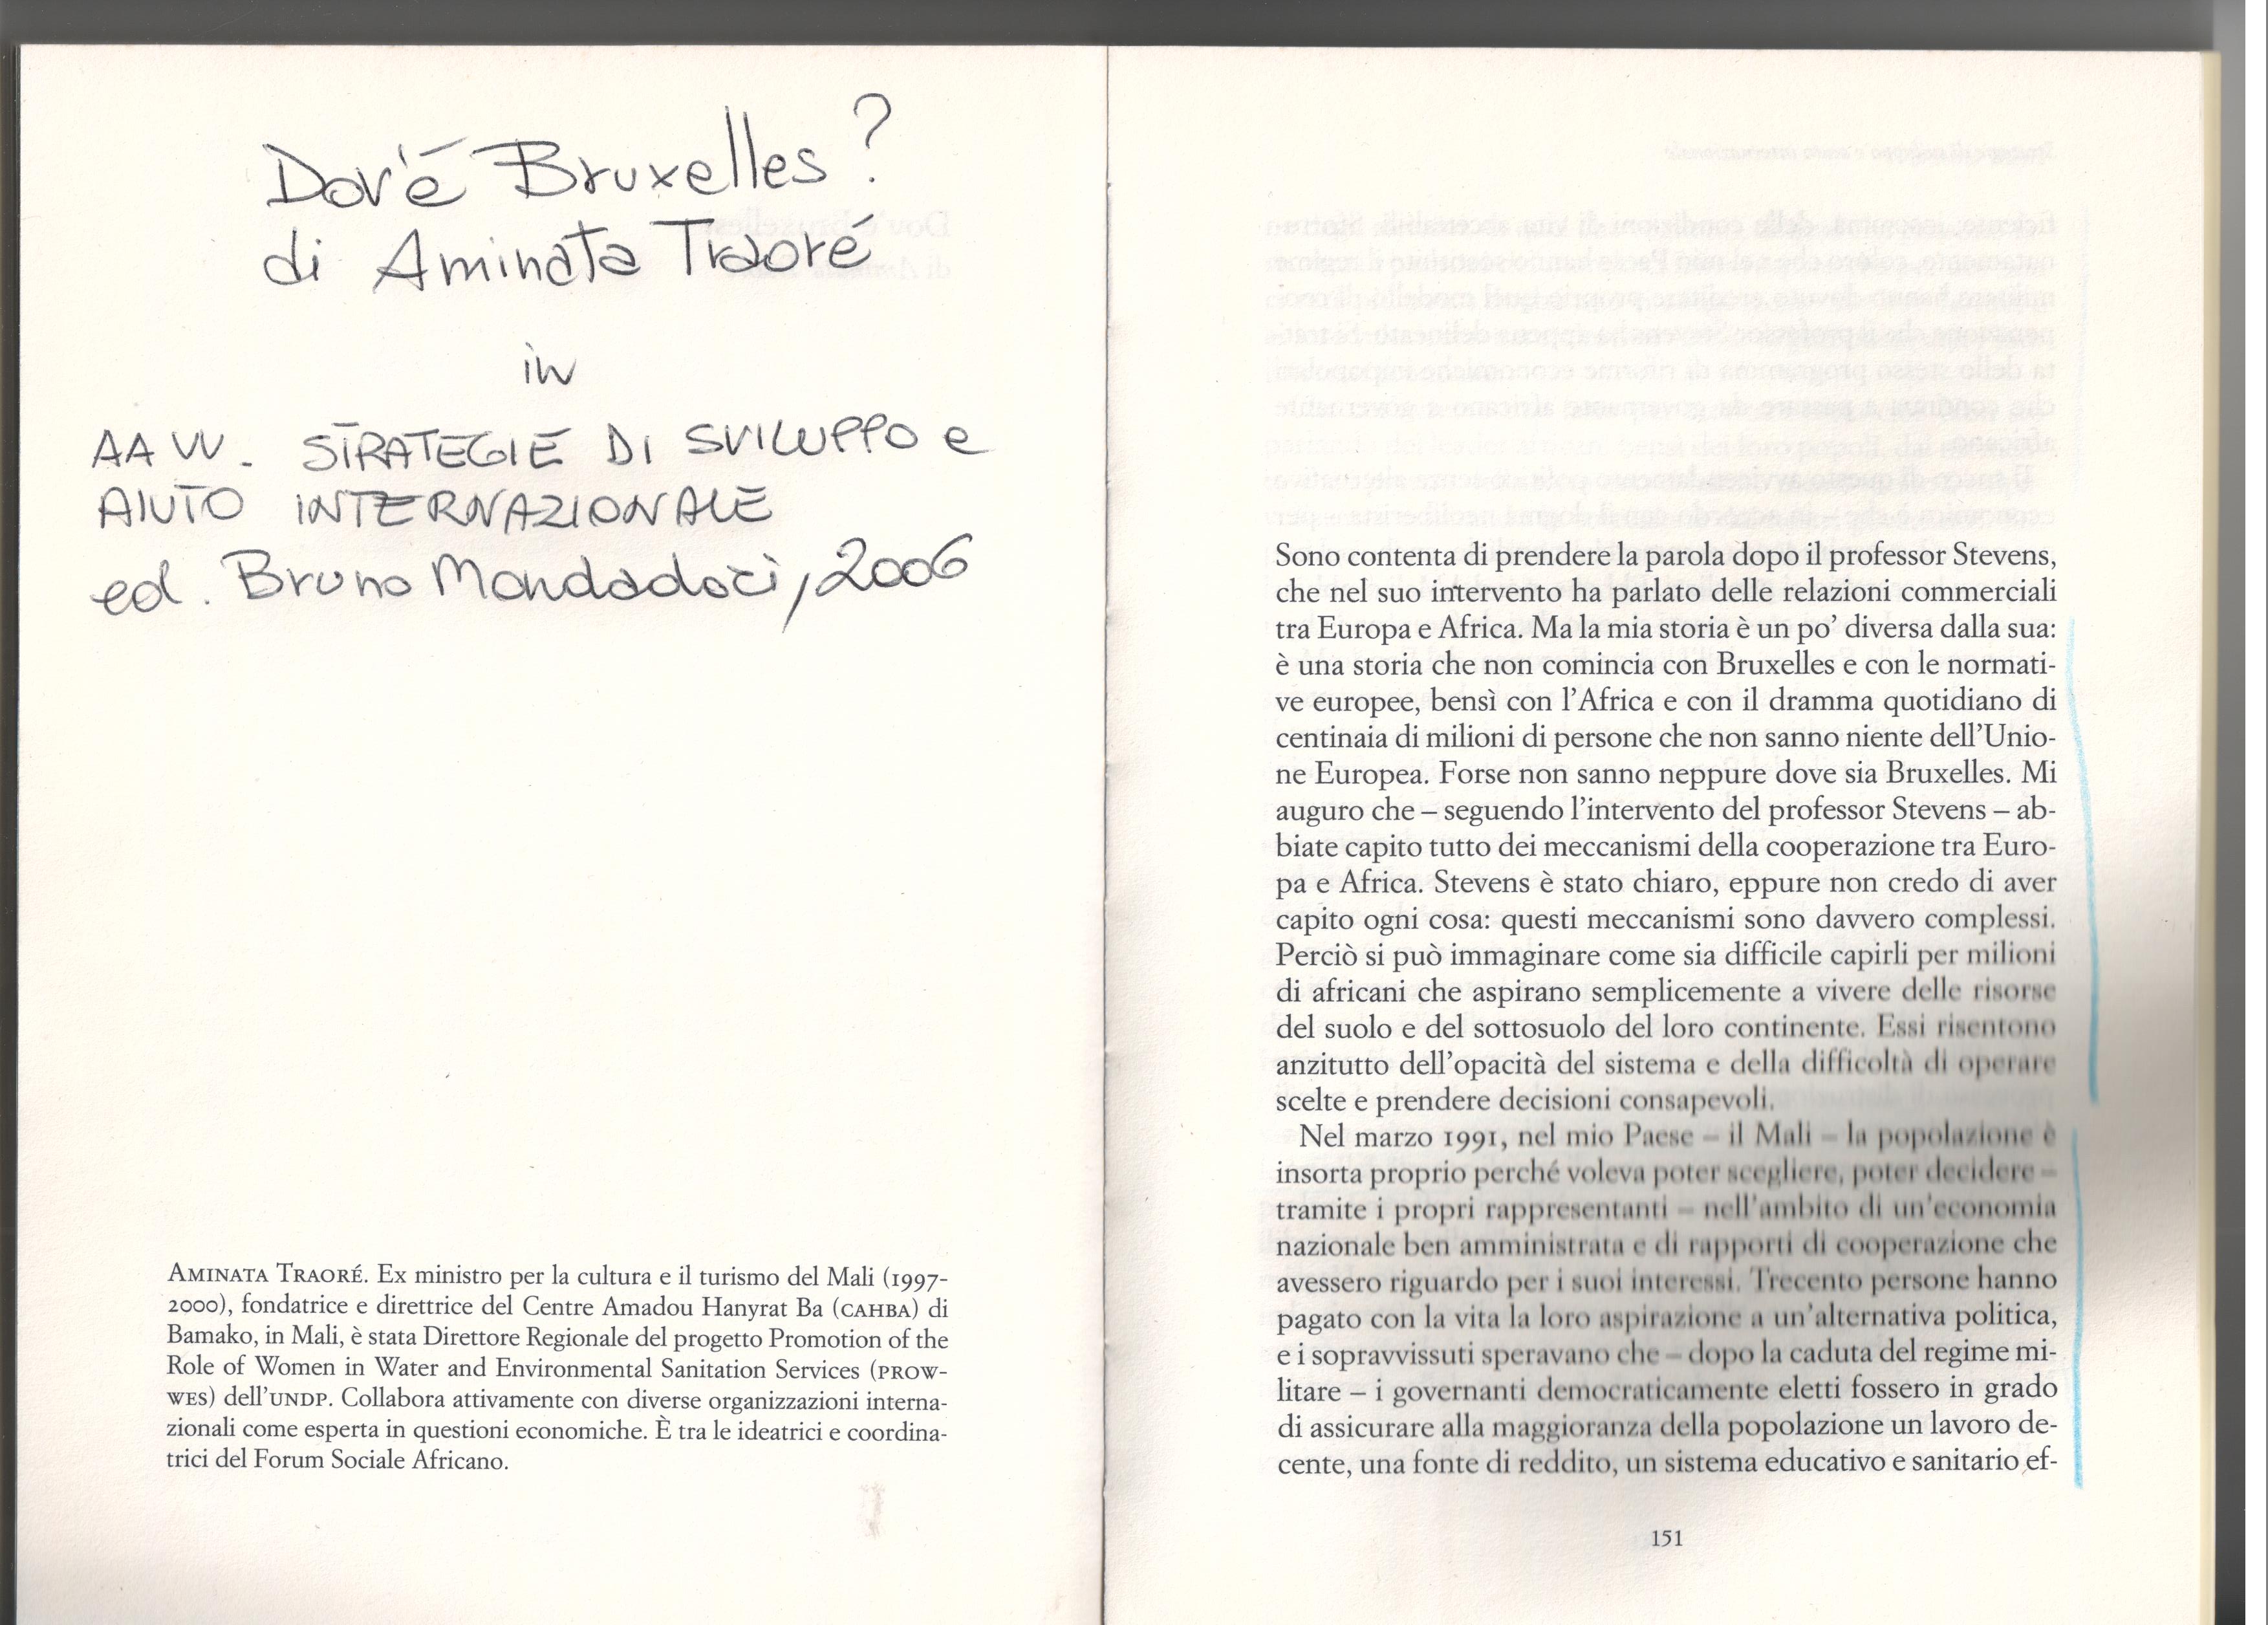 Dov'é Bruxelles?
di Aminata Traoré
in
AA VV. STRATEGIE DI SVILUPPO e
AIUTO INTERNAZIONALE
ed. Bruno Mondadori, 2006
AMINATA TRAORÉ. Ex ministro per la cultura e il turismo del Mali (1997-
2000), fondatrice e direttrice del Centre Amadou Hanyrat Ba (CAHBA) di
Bamako, in Mali, è stata Direttore Regionale del progetto Promotion of the
Role of Women in Water and Environmental Sanitation Services (PROW-
WES) dell'UNDP. Collabora attivamente con diverse organizzazioni interna-
zionali come esperta in questioni economiche. È tra le ideatrici e coordina-
trici del Forum Sociale Africano.
Sono contenta di prendere la parola dopo il professor Stevens,
che nel suo intervento ha parlato delle relazioni commerciali
tra Europa e Africa. Ma la mia storia è un po' diversa dalla sua:
è una storia che non comincia con Bruxelles e con le normati-
ve europee, bensì con l'Africa e con il dramma quotidiano di
centinaia di milioni di persone che non sanno niente dell'Unio-
ne Europea. Forse non sanno neppure dove sia Bruxelles. Mi
auguro che – seguendo l'intervento del professor Stevens – ab-
biate capito tutto dei meccanismi della cooperazione tra Euro-
pa e Africa. Stevens è stato chiaro, eppure non credo di aver
capito ogni cosa: questi meccanismi sono davvero complessi.
Perciò si può immaginare come sia difficile capirli per milioni
di africani che aspirano semplicemente a vivere delle risorse
del suolo e del sottosuolo del loro continente. Essi risentono
anzitutto dell'opacità del sistema e della difficoltà di operare
scelte e prendere decisioni consapevoli.
Nel marzo 1991, nel mio Paese – il Mali – la popolazione è
insorta proprio perché voleva poter scegliere, poter decidere –
tramite i propri rappresentanti – nell'ambito di un'economia
nazionale ben amministrata e di rapporti di cooperazione che
avessero riguardo per i suoi interessi. Trecento persone hanno
pagato con la vita la loro aspirazione a un'alternativa politica,
e i sopravvissuti speravano che – dopo la caduta del regime mi-
litare – i governanti democraticamente eletti fossero in grado
di assicurare alla maggioranza della popolazione un lavoro de-
cente, una fonte di reddito, un sistema educativo e sanitario ef-
151